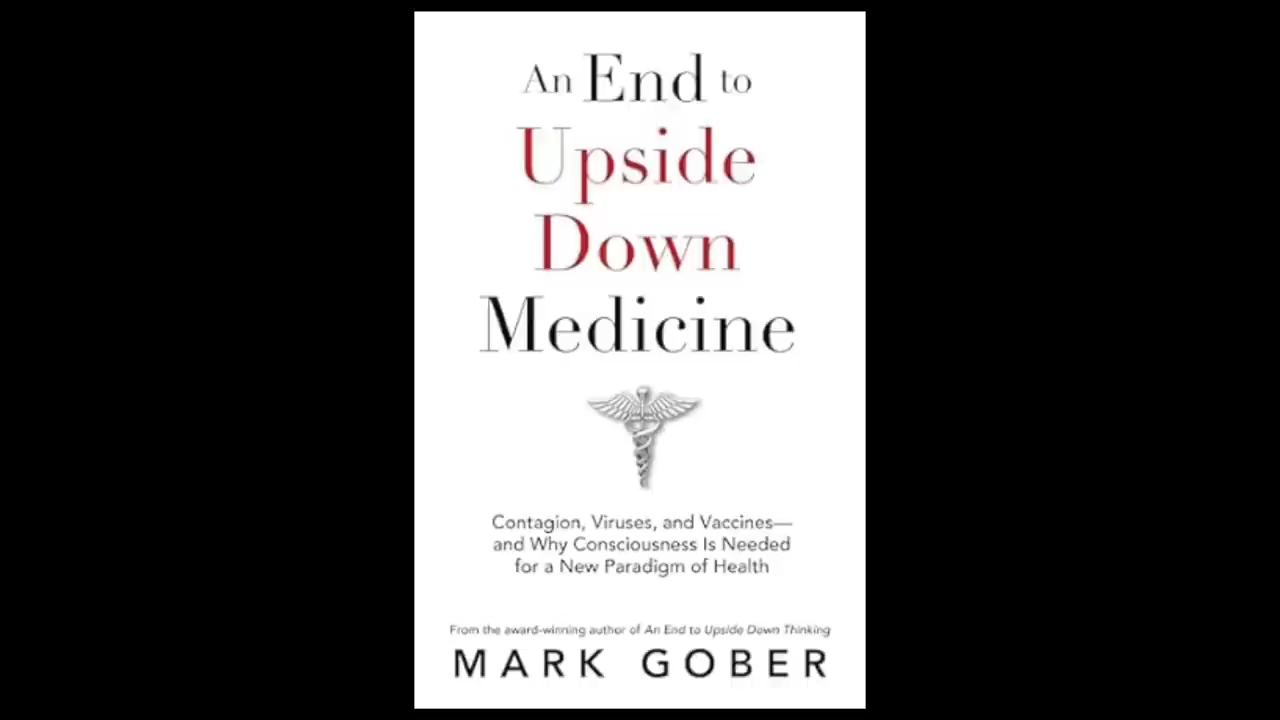 An End to
Upside
Down
Medicine
Contagion, Viruses, and Vaccines—
and Why Consciousness Is Needed
for a New Paradigm of Health
From the award-winning author of An End to Upside Down Thinking
MARK GOBER